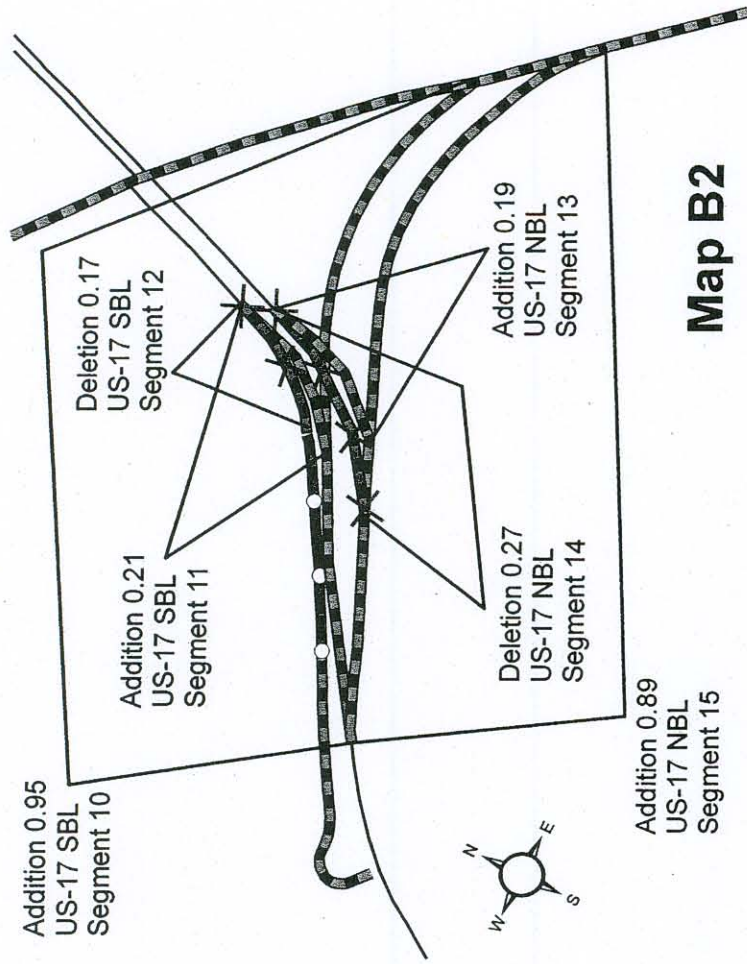 Addition 0.95
US-17 SBL
Segment 10
Deletion 0.17
US-17 SBL
Segment 12
Addition 0.21
US-17 SBL
Segment 11
Addition 0.19
US-17 NBL
Segment 13
Deletion 0.27
US-17 NBL
Segment 14
Addition 0.89
US-17 NBL
Segment 15
N
E
S
W
Map B2